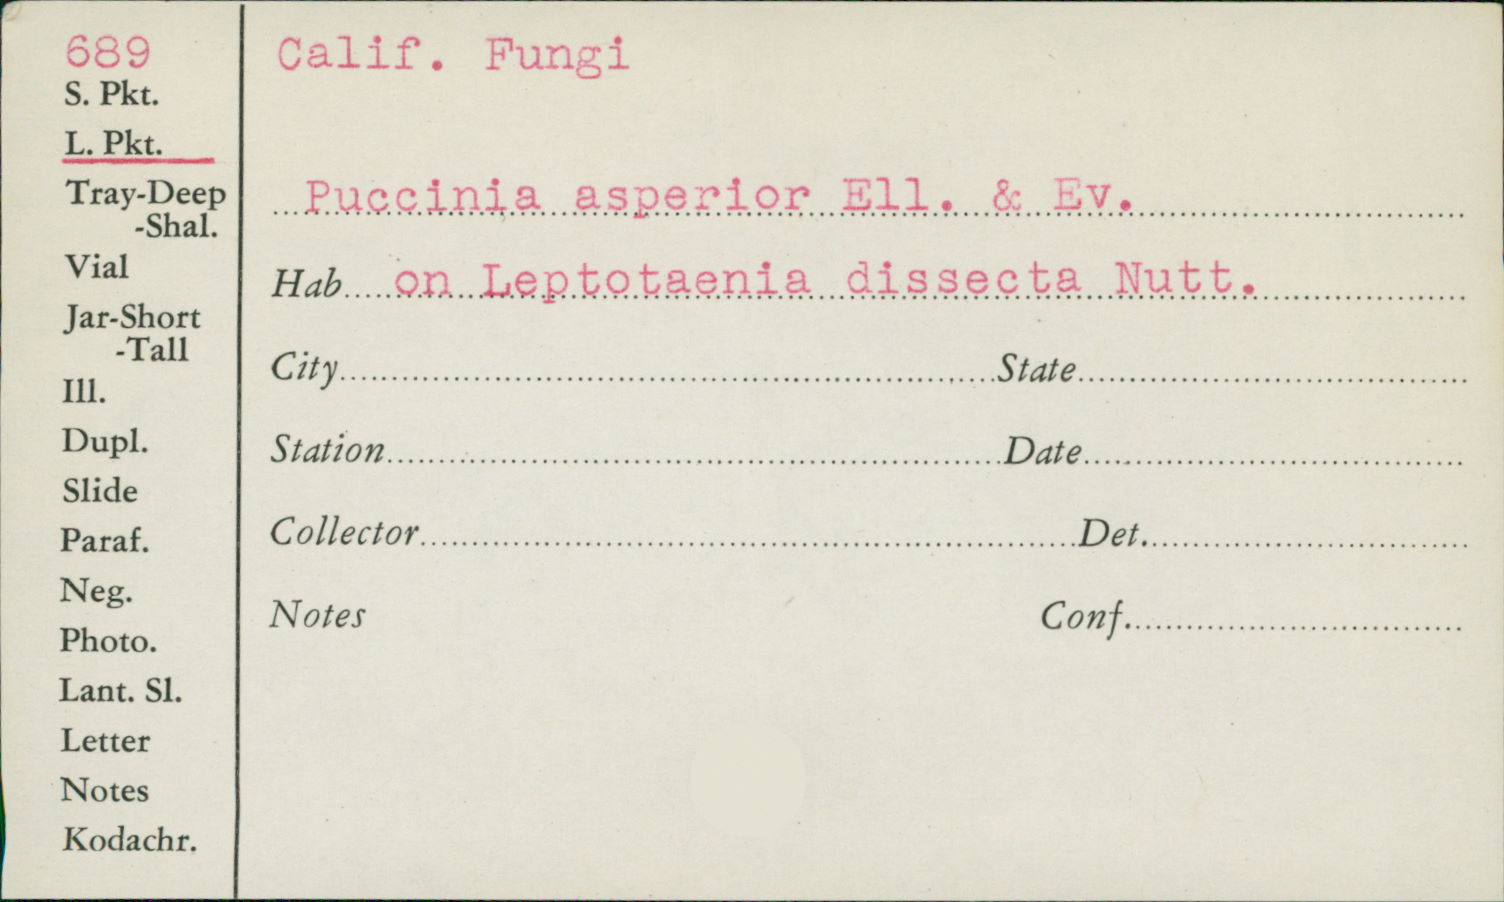 689
S. Pkt.
L. Pkt.
Tray-Deep
-Shal.
Vial
Jar-Short
-Tall
Ill.
Dupl.
Slide
Paraf.
Neg.
Photo.
Lant. Sl.
Letter
Notes
Kodachr.
Calif. Fungi
Puccinia asperior Ell. & Ev.
Hab on Leptotaenia dissecta Nutt.
City State
Station Date
Collector Det.
Notes Conf.